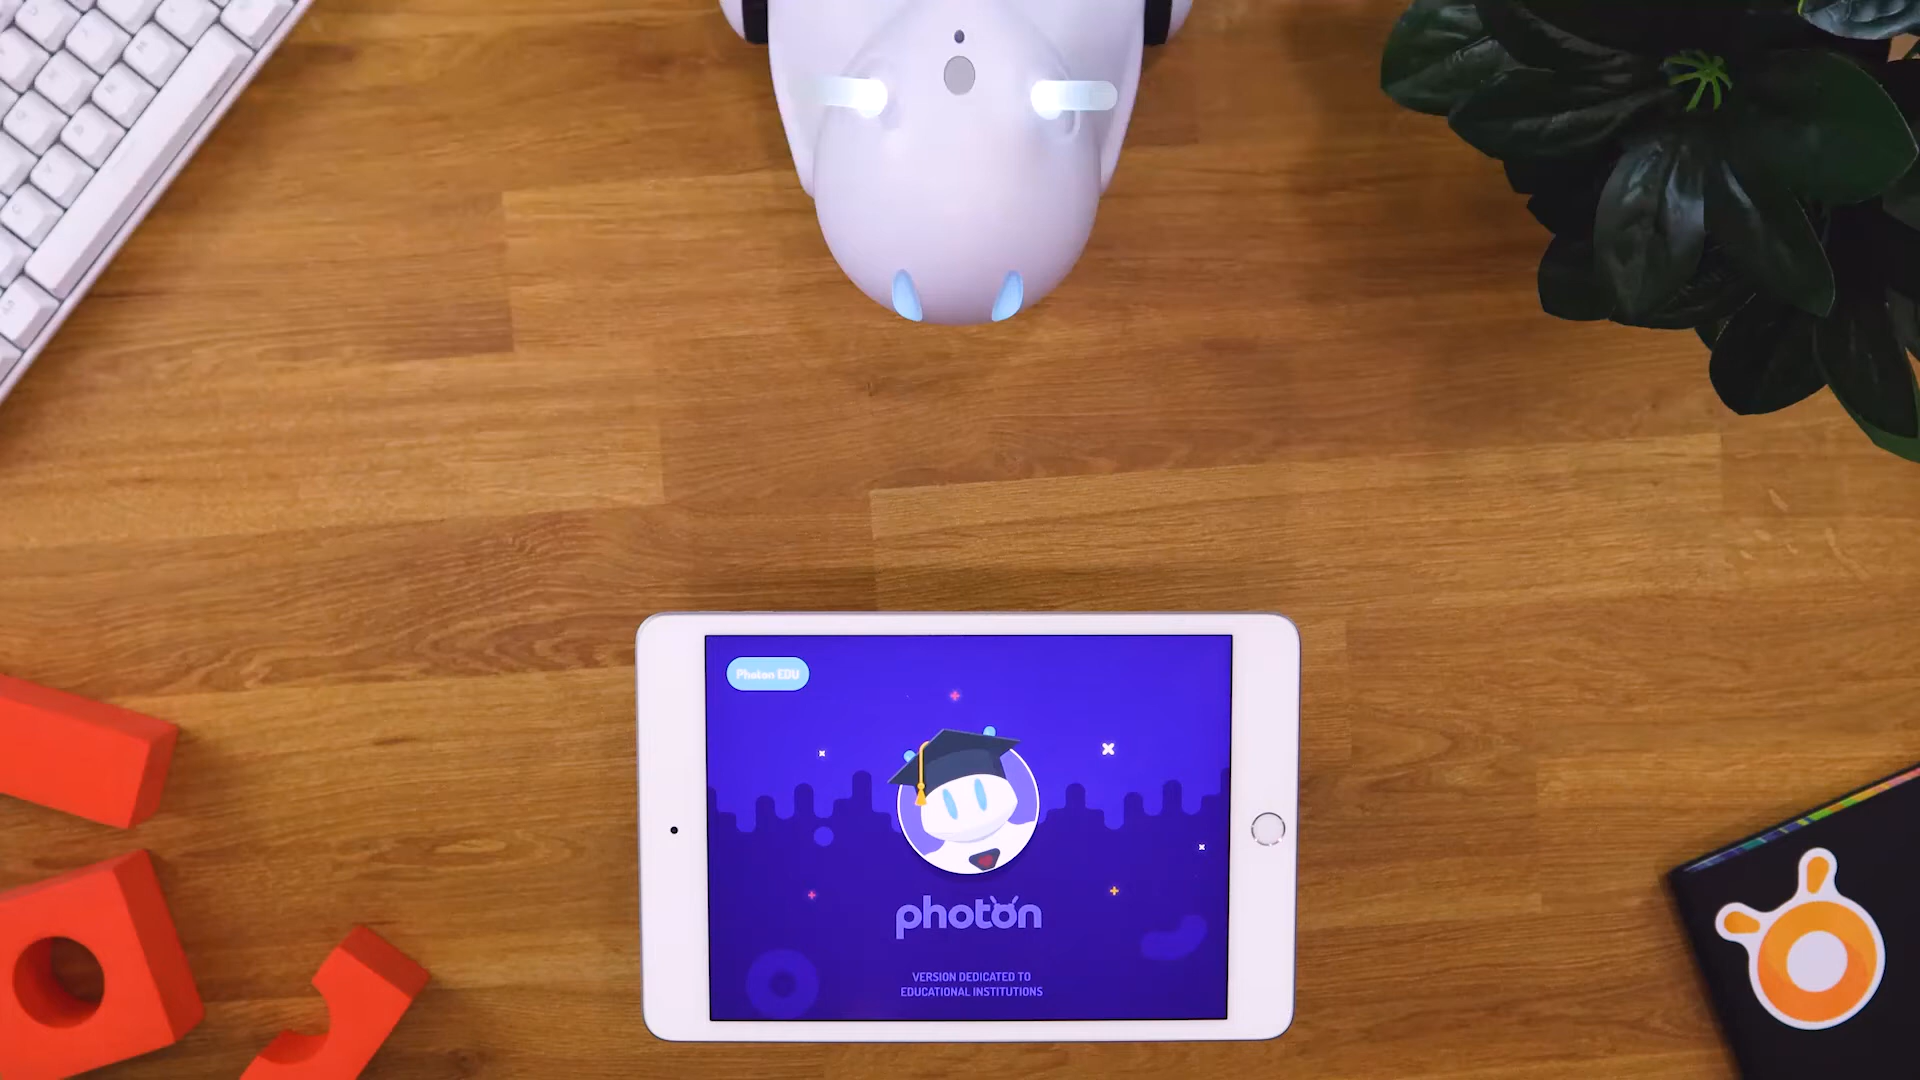 Photon EDU
photon
VERSION DEDICATED TO
EDUCATIONAL INSTITUTIONS